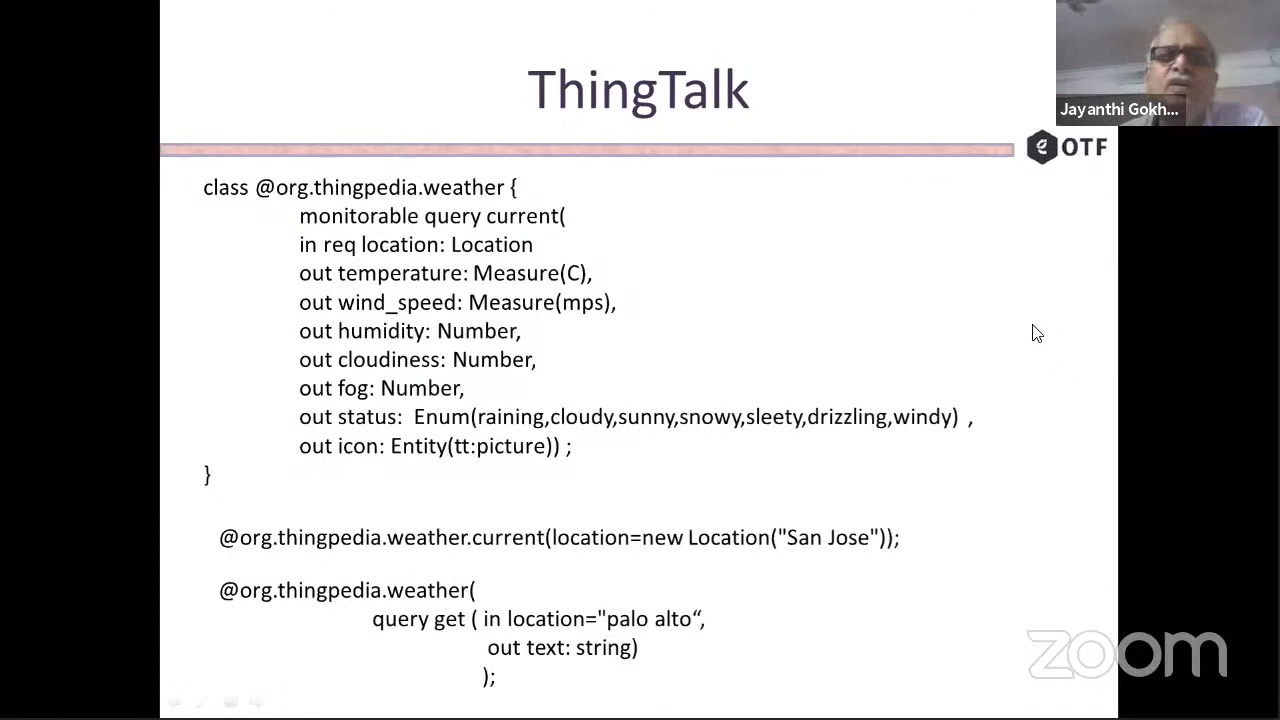 ThingTalk
Jayanthi Gokh...
OTF
class @org.thingpedia.weather {
monitorable query current(
in req location: Location
out temperature: Measure(C),
out wind_speed: Measure(mps),
out humidity: Number,
out cloudiness: Number,
out fog: Number,
out status:  Enum(raining,cloudy,sunny,snowy,sleety,drizzling,windy) ,
out icon: Entity(tt:picture)) ;
}
@org.thingpedia.weather.current(location=new Location("San Jose"));
@org.thingpedia.weather(
query get ( in location="palo alto“,
out text: string)
);
zoom